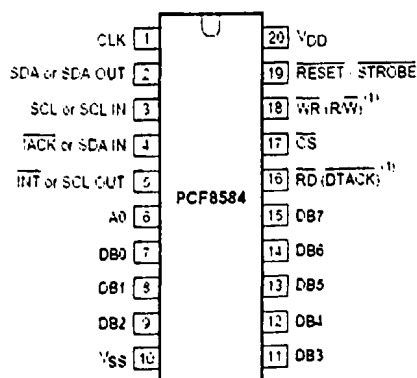 CLK 1
SDA or SDA OUT 2
SCL or SCL IN 3
IACK or SDA IN 4
INT or SCL OUT 5
A0 6
DB0 7
DB1 8
DB2 9
VSS 10
PCF8584
20 VDD
19 RESET / STROBE
18 WR (R/W) (1)
17 CS
16 RD (DTACK) (1)
15 DB7
14 DB6
13 DB5
12 DB4
11 DB3